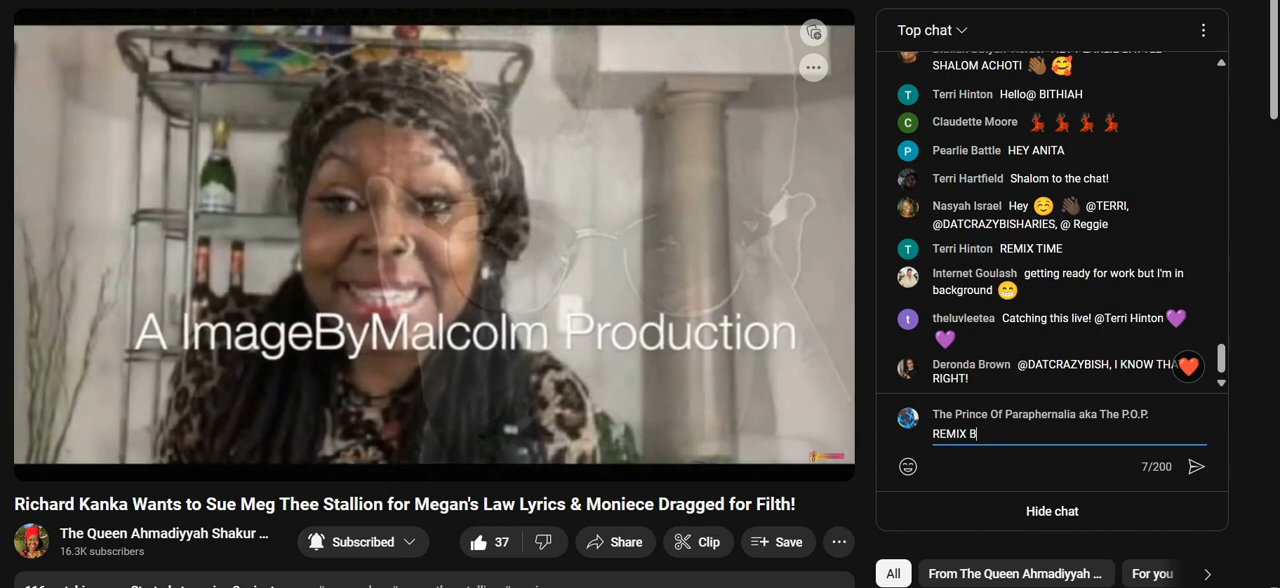 A ImageByMalcolm Production
Richard Kanka Wants to Sue Meg Thee Stallion for Megan's Law Lyrics & Moniece Dragged for Filth!
The Queen Ahmadiyyah Shakur ...
16.3K subscribers
Subscribed
37
Share
Clip
Save
Top chat
SHALOM ACHOTI
Terri Hinton Hello@ BITHIAH
Claudette Moore
Pearlie Battle HEY ANITA
Terri Hartfield Shalom to the chat!
Nasyah Israel Hey @TERRI,
@DATCRAZYBISHARIES, @ Reggie
Terri Hinton REMIX TIME
Internet Goulash getting ready for work but I'm in
background
theluvleetea Catching this live! @Terri Hinton
Deronda Brown @DATCRAZYBISH, I KNOW THA
RIGHT!
The Prince Of Paraphernalia aka The P.O.P.
REMIX B
7/200
Hide chat
All
From The Queen Ahmadiyyah ...
For you